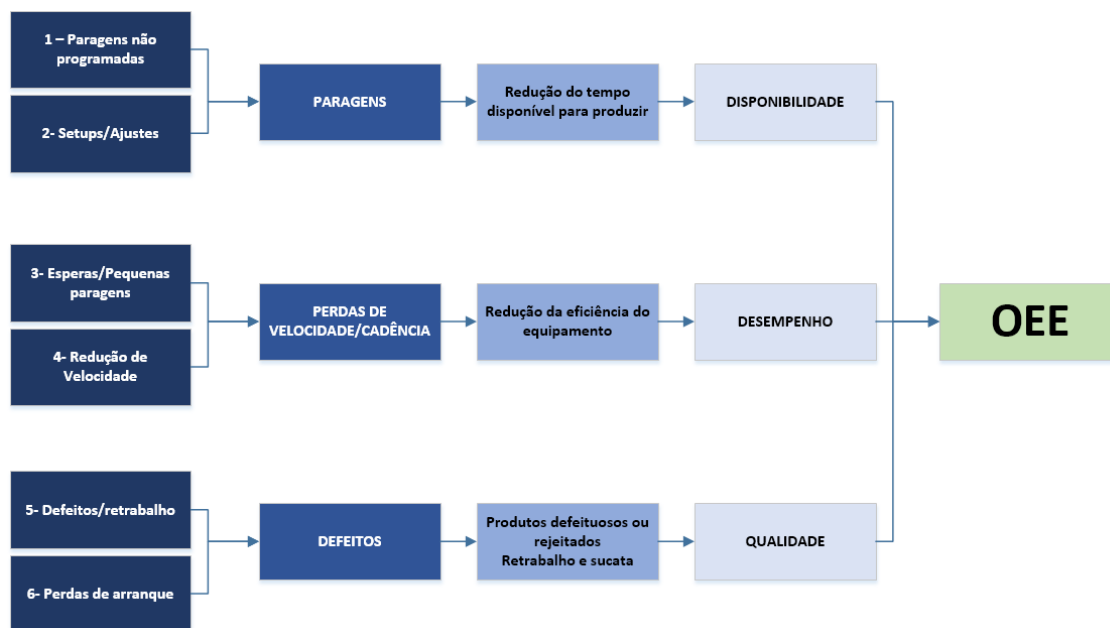 1 – Paragens não
programadas
2- Setups/Ajustes
PARAGENS
Redução do tempo
disponível para produzir
DISPONIBILIDADE
3- Esperas/Pequenas
paragens
4- Redução de
Velocidade
PERDAS DE
VELOCIDADE/CADÊNCIA
Redução da eficiência do
equipamento
DESEMPENHO
OEE
5- Defeitos/retrabalho
6- Perdas de arranque
DEFEITOS
Produtos defeituosos ou
rejeitados
Retrabalho e sucata
QUALIDADE